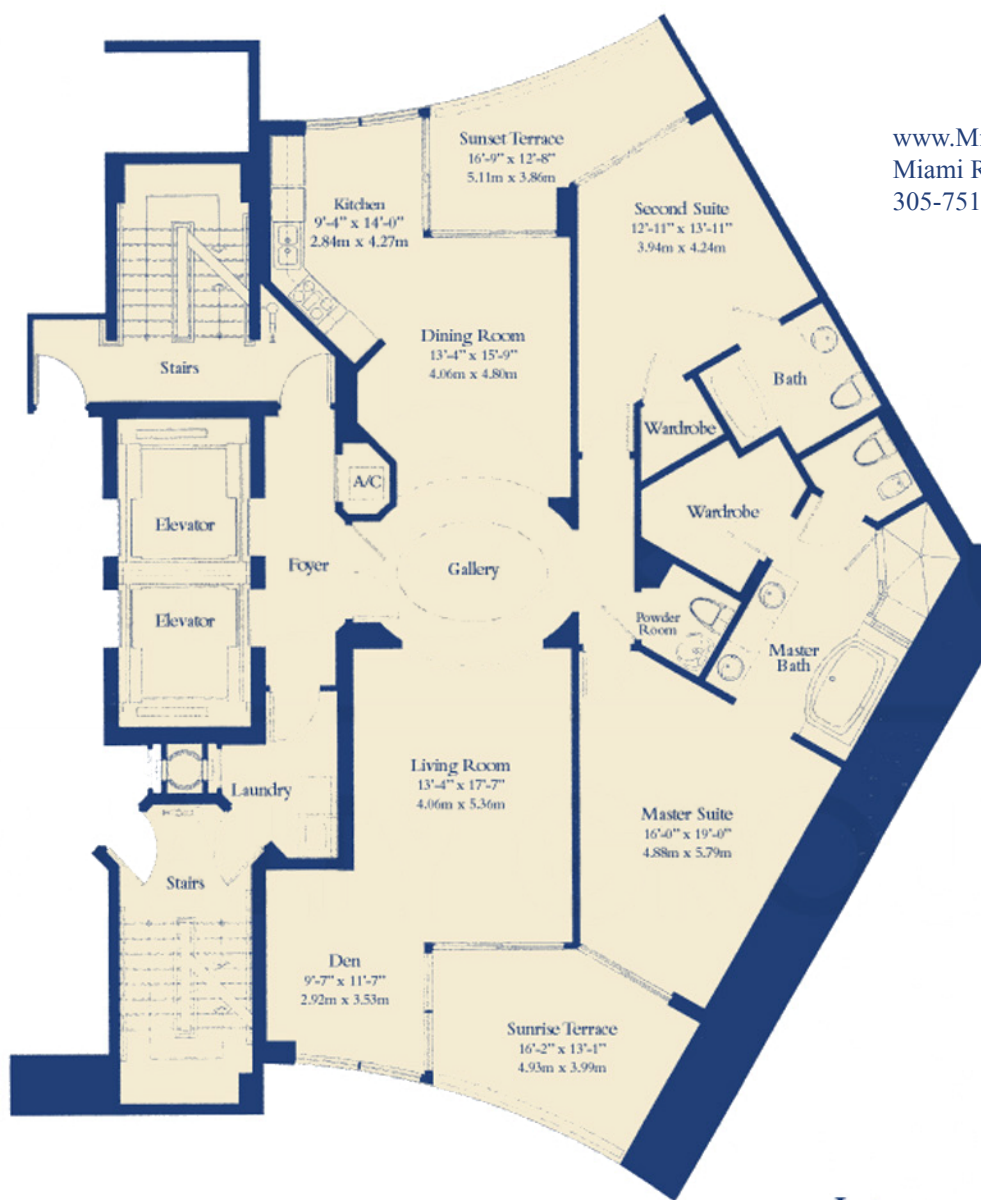 www.M
Miami R
305-751
Sunset Terrace
16'-9" x 12'-8"
5.11m x 3.86m
Kitchen
9'-4" x 14'-0"
2.84m x 4.27m
Second Suite
12'-11" x 13'-11"
3.94m x 4.24m
Dining Room
13'-4" x 15'-9"
4.06m x 4.80m
Stairs
Bath
Wardrobe
A/C
Wardrobe
Elevator
Foyer
Gallery
Elevator
Powder
Room
Master
Bath
Living Room
13'-4" x 17'-7"
4.06m x 5.36m
Laundry
Master Suite
16'-0" x 19'-0"
4.88m x 5.79m
Stairs
Den
9'-7" x 11'-7"
2.92m x 3.53m
Sunrise Terrace
16'-2" x 13'-1"
4.93m x 3.99m